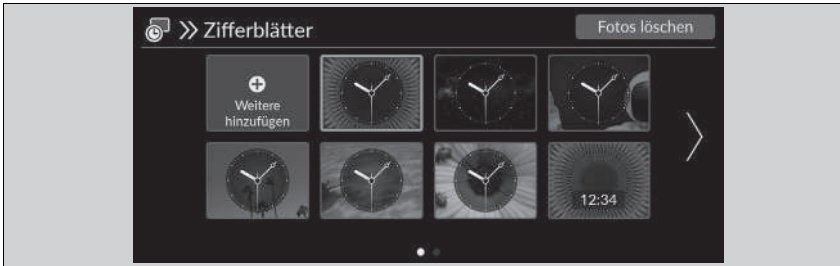 Zifferblätter
Fotos löschen
Weitere
hinzufügen
12:34